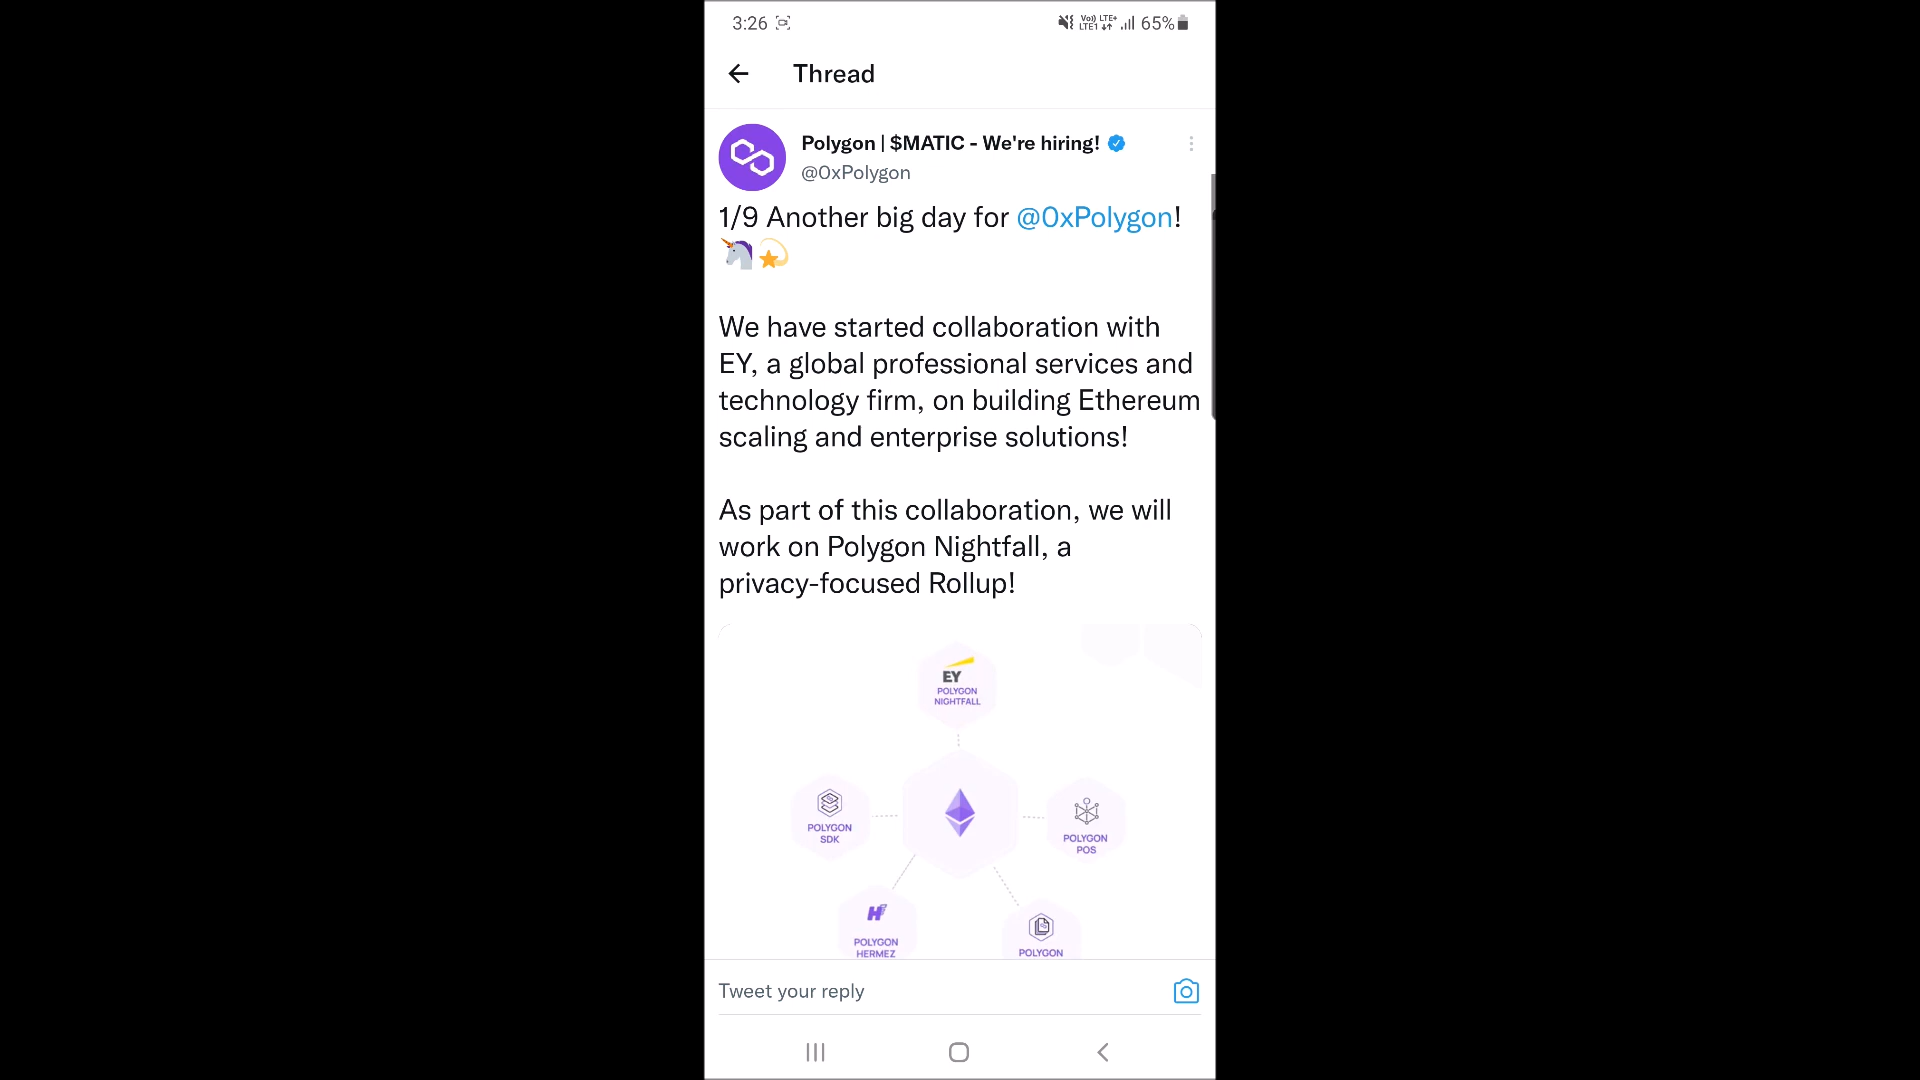 3:26 65%
Vo)) LTE+
LTE1
Thread
Polygon | $MATIC - We're hiring!
@0xPolygon
1/9 Another big day for @0xPolygon!
🦄💫
We have started collaboration with
EY, a global professional services and
technology firm, on building Ethereum
scaling and enterprise solutions!
As part of this collaboration, we will
work on Polygon Nightfall, a
privacy-focused Rollup!
EY
POLYGON
NIGHTFALL
POLYGON
SDK
POLYGON
POS
POLYGON
HERMEZ
POLYGON
Tweet your reply